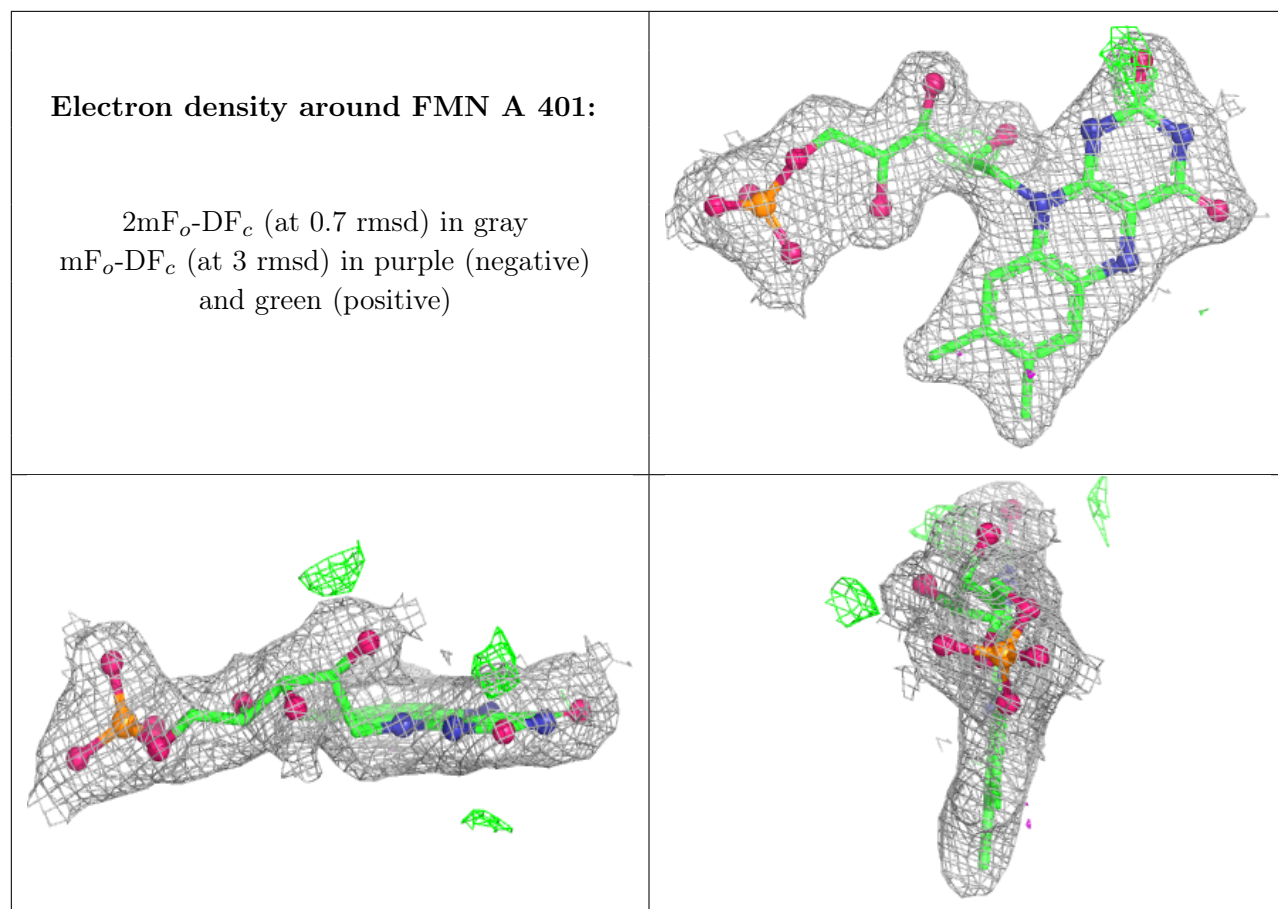 Electron density around FMN A 401:
2mFₒ-DF𝒸 (at 0.7 rmsd) in gray
mFₒ-DF𝒸 (at 3 rmsd) in purple (negative)
and green (positive)